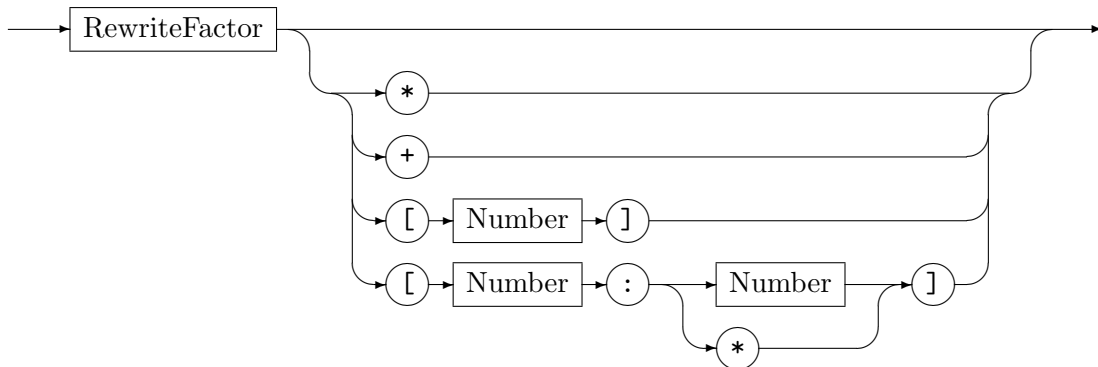 RewriteFactor
*
+
[ Number ]
[ Number : Number ]
*